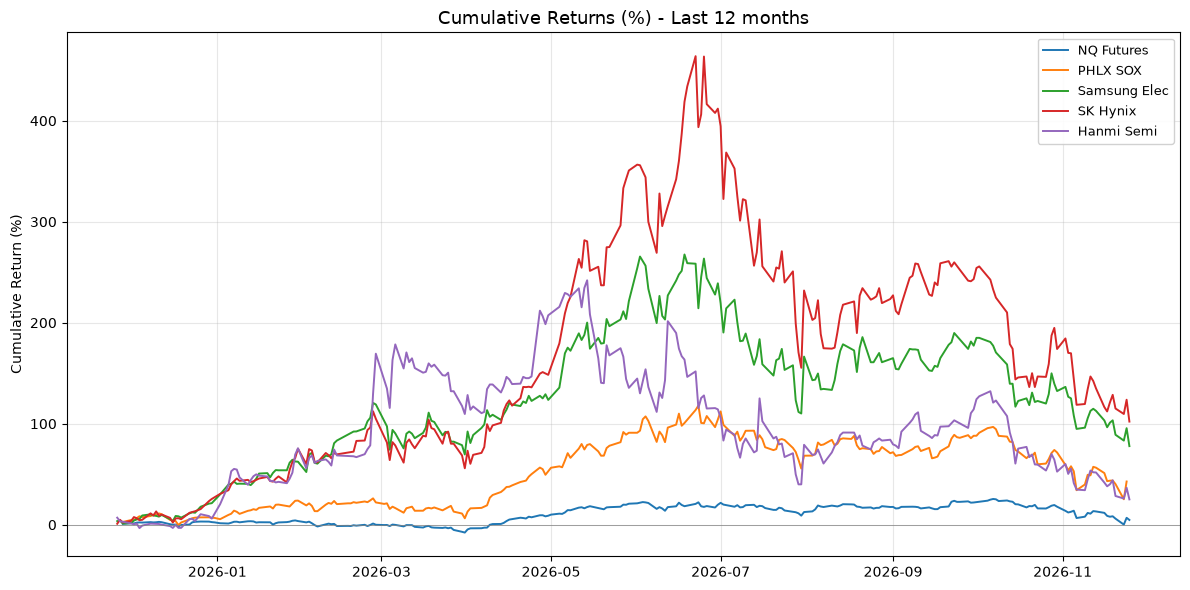 Cumulative Returns (%) - Last 12 months
NQ Futures
PHLX SOX
Samsung Elec
SK Hynix
Hanmi Semi
Cumulative Return (%)
400
300
200
100
0
2026-01
2026-03
2026-05
2026-07
2026-09
2026-11